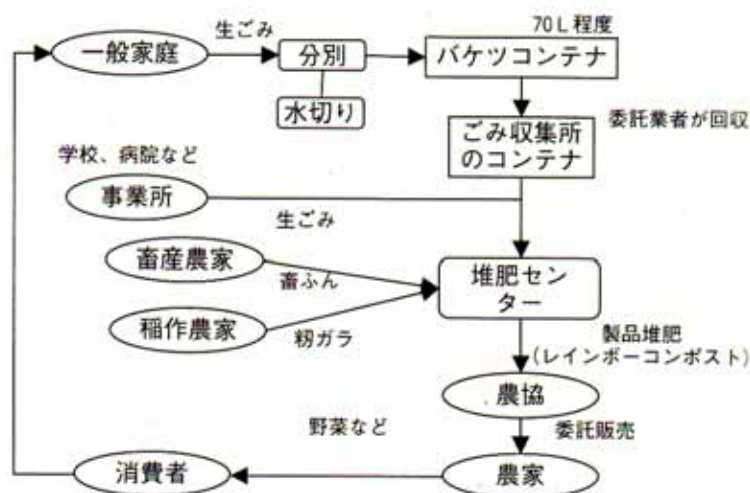 生ごみ
70L程度
一般家庭
分別
バケツコンテナ
水切り
ごみ収集所
のコンテナ
委託業者が回収
学校、病院など
事業所
生ごみ
畜産農家
畜ふん
堆肥セン
ター
稲作農家
籾ガラ
製品堆肥
(レインボーコンポスト)
農協
野菜など
委託販売
消費者
農家